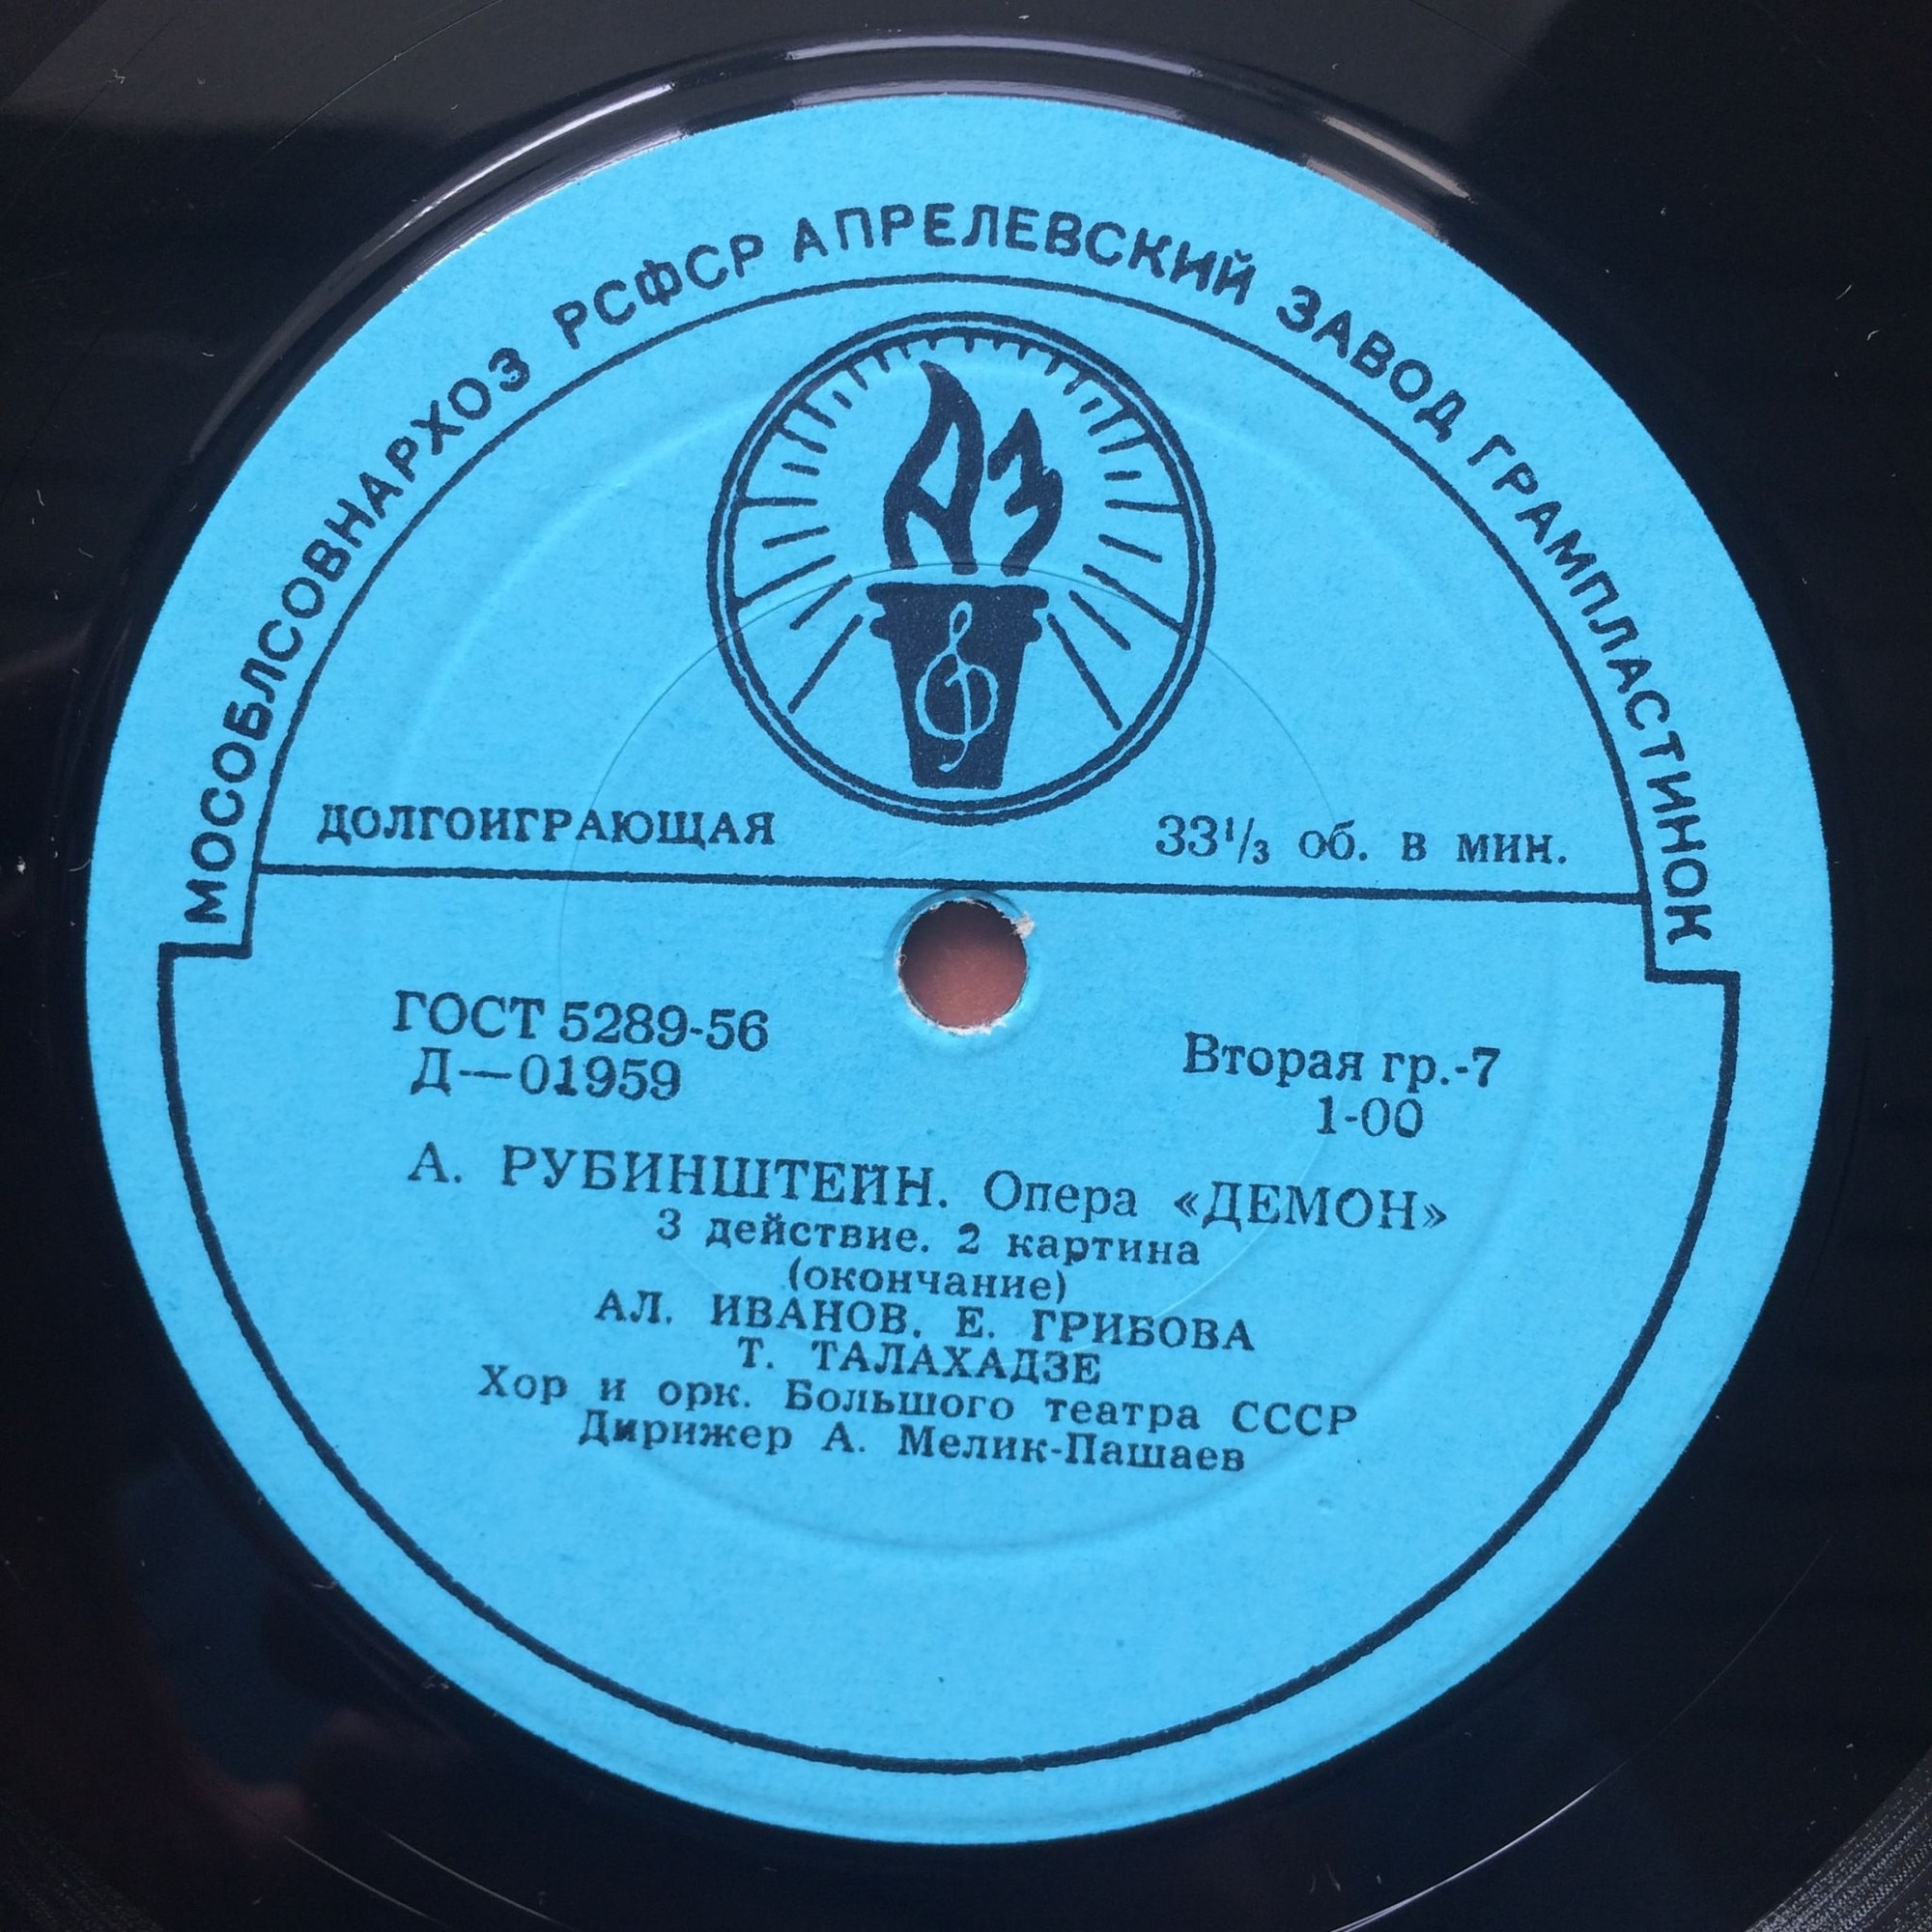 МОСОБЛСОВНАРХОЗ РСФСР АПРЕЛЕВСКИЙ ЗАВОД ГРАМПЛАСТИНОК
АЗ
ДОЛГОИГРАЮЩАЯ 33⅓ об. в мин.
ГОСТ 5289-56
Д—01959
Вторая гр.-7
1-00
А. РУБИНШТЕЙН. Опера «ДЕМОН»
3 действие. 2 картина
(окончание)
АЛ. ИВАНОВ. Е. ГРИБОВА
Т. ТАЛАХАДЗЕ
Хор и орк. Большого театра СССР
Дирижер А. Мелик-Пашаев